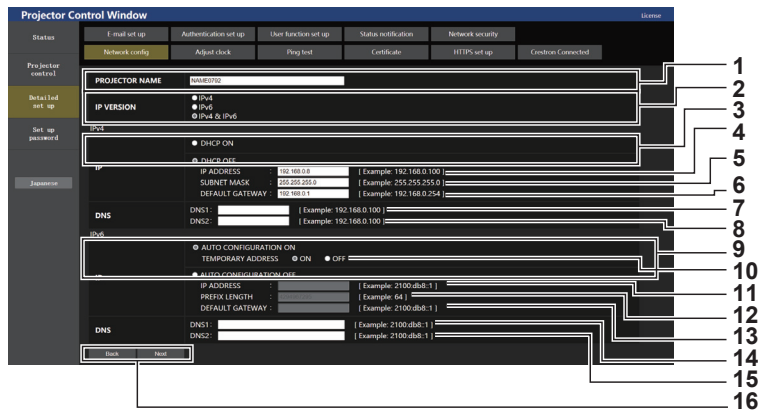 Projector Control Window
License
Status
E-mail set up
Authentication set up
User function set up
Status notification
Network security
Network config
Adjust clock
Ping test
Certificate
HTTPS set up
Crestron Connected
Projector
control
Detailed
set up
Set up
password
Japanese
PROJECTOR NAME
NAME0792
1
IP VERSION
IPv4
IPv6
IPv4 & IPv6
2
IPv4
DHCP ON
3
IP
DHCP OFF
IP ADDRESS : 192.168.0.8 [ Example: 192.168.0.100 ]
4
SUBNET MASK : 255.255.255.0 [ Example: 255.255.255.0 ]
5
DEFAULT GATEWAY : 192.168.0.1 [ Example: 192.168.0.254 ]
6
DNS
DNS1: [ Example: 192.168.0.100 ]
7
DNS2: [ Example: 192.168.0.100 ]
8
IPv6
AUTO CONFIGURATION ON
9
TEMPORARY ADDRESS ON OFF
10
IP
AUTO CONFIGURATION OFF
IP ADDRESS : [ Example: 2100:db8::1 ]
11
PREFIX LENGTH : [ Example: 64 ]
12
DEFAULT GATEWAY : [ Example: 2100:db8::1 ]
13
DNS
DNS1: [ Example: 2100:db8::1 ]
14
DNS2: [ Example: 2100:db8::1 ]
15
Back Next
16